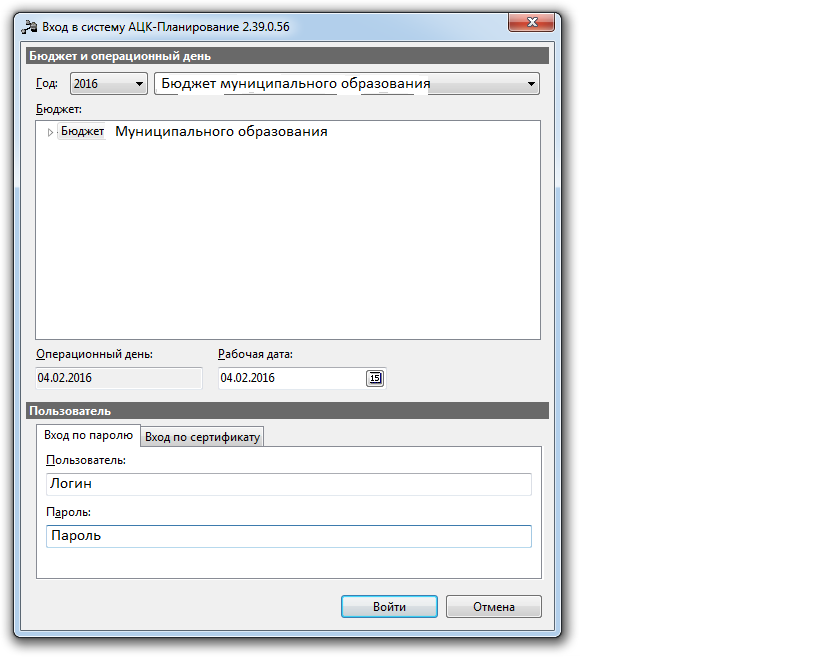 Вход в систему АЦК-Планирование 2.39.0.56
Бюджет и операционный день
Год: 2016 Бюджет муниципального образования
Бюджет:
Бюджет Муниципального образования
Операционный день: Рабочая дата:
04.02.2016 04.02.2016 15
Пользователь
Вход по паролю Вход по сертификату
Пользователь:
Логин
Пароль:
Пароль
Войти Отмена